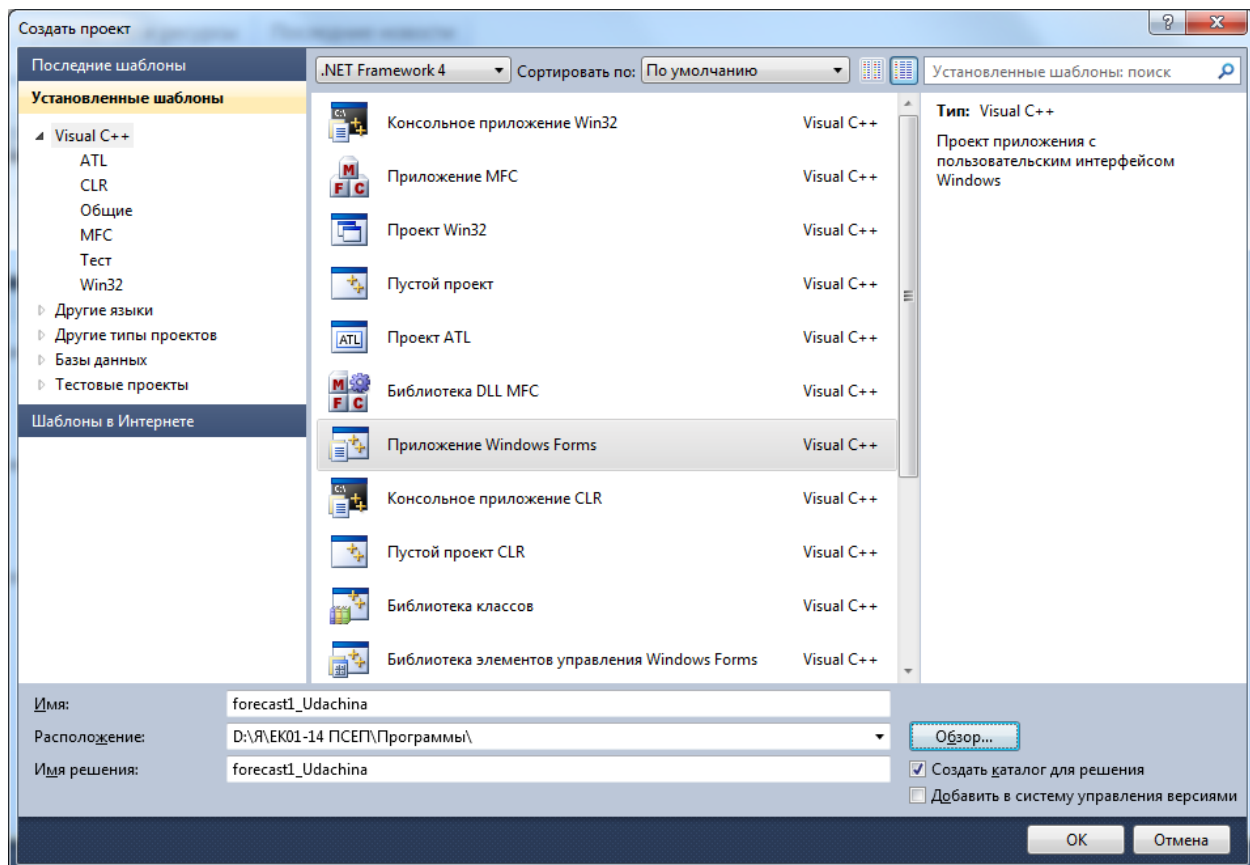 Создать проект
Последние шаблоны
.NET Framework 4
Сортировать по:
По умолчанию
Установленные шаблоны: поиск
Установленные шаблоны
Visual C++
ATL
CLR
Общие
MFC
Тест
Win32
Другие языки
Другие типы проектов
Базы данных
Тестовые проекты
Шаблоны в Интернете
Консольное приложение Win32 Visual C++
Приложение MFC Visual C++
Проект Win32 Visual C++
Пустой проект Visual C++
Проект ATL Visual C++
Библиотека DLL MFC Visual C++
Приложение Windows Forms Visual C++
Консольное приложение CLR Visual C++
Пустой проект CLR Visual C++
Библиотека классов Visual C++
Библиотека элементов управления Windows Forms Visual C++
Тип: Visual C++
Проект приложения с
пользовательским интерфейсом
Windows
Имя: forecast1_Udachina
Расположение: D:\Я\ЕК01-14 ПСЕП\Программы\
Обзор...
Имя решения: forecast1_Udachina
Создать каталог для решения
Добавить в систему управления версиями
OK
Отмена